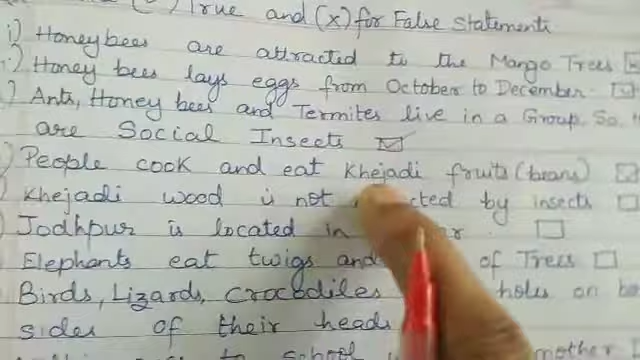 True and (x) for False Statements
i) Honeybees are attracted to the Mango Trees
Honey bees lays eggs from October to December.
Ants, Honey bees and Termites live in a Group. So,
are Social Insects
People cook and eat Khejadi fruits (beans)
Khejadi wood is not by insects
Jodhpur is located in
Elephants eat twigs and of Trees
Birds, Lizards, Crocodiles holes on
sides of their heads
to school mother